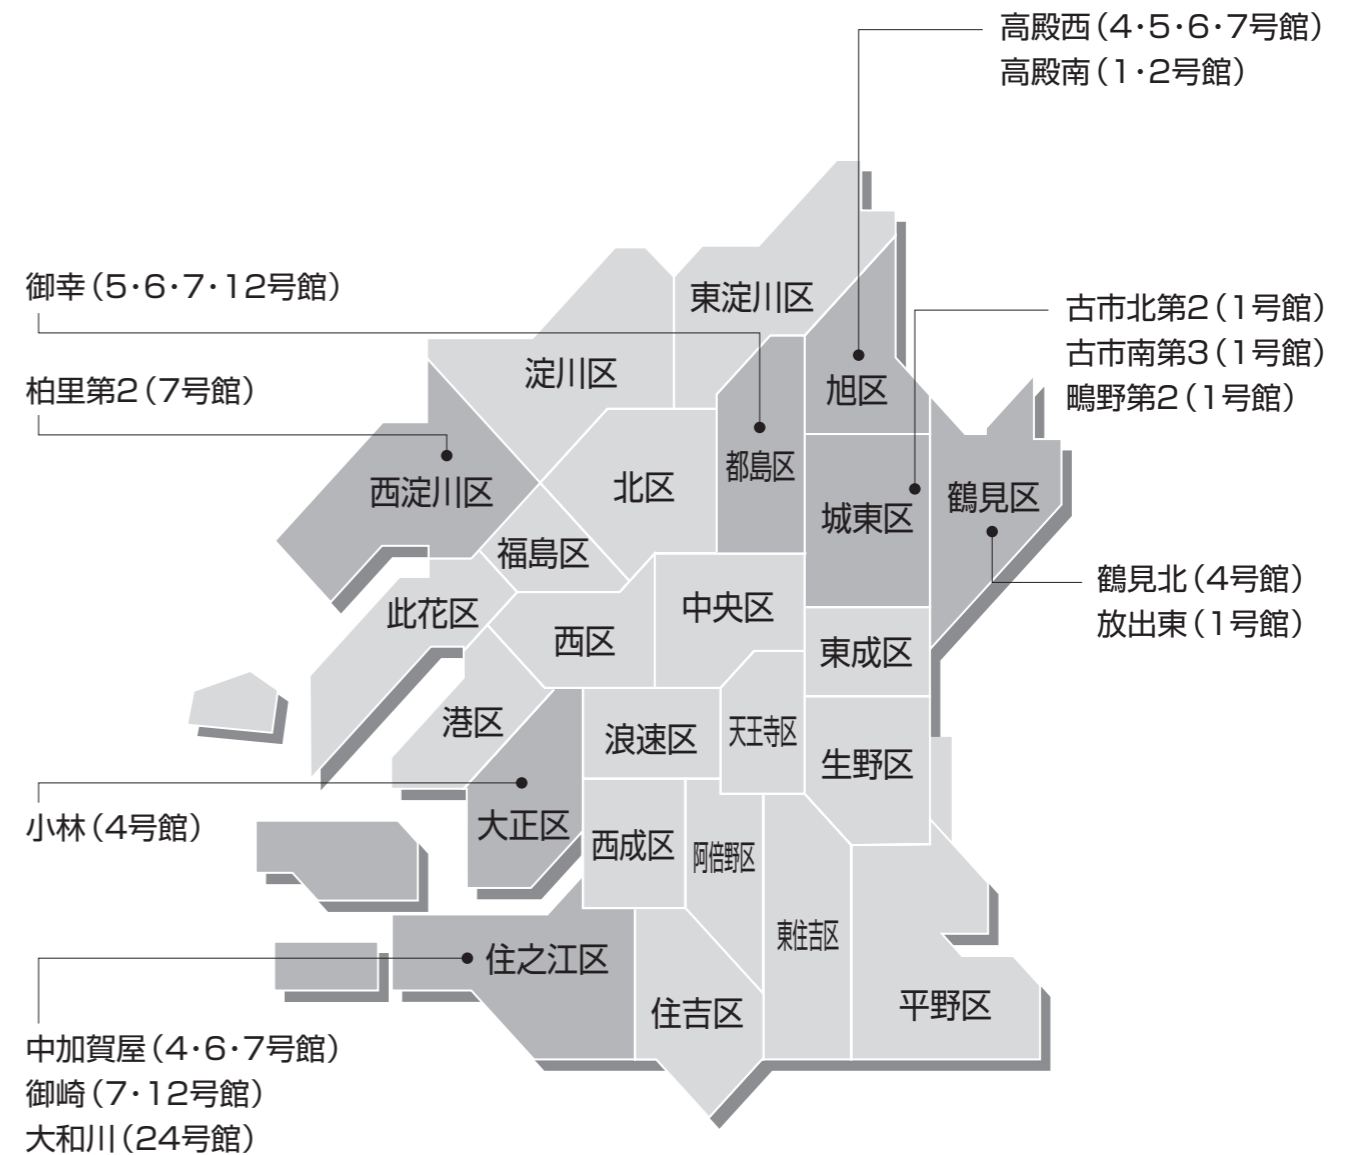 高殿西（4・5・6・7号館）
高殿南（1・2号館）
御幸（5・6・7・12号館）
柏里第2（7号館）
古市北第2（1号館）
古市南第3（1号館）
鴫野第2（1号館）
東淀川区
淀川区
旭区
都島区
北区
西淀川区
鶴見区
城東区
福島区
鶴見北（4号館）
放出東（1号館）
此花区
中央区
西区
東成区
港区
浪速区
天王寺区
生野区
小林（4号館）
大正区
西成区
阿倍野区
東住吉区
住之江区
住吉区
平野区
中加賀屋（4・6・7号館）
御崎（7・12号館）
大和川（24号館）